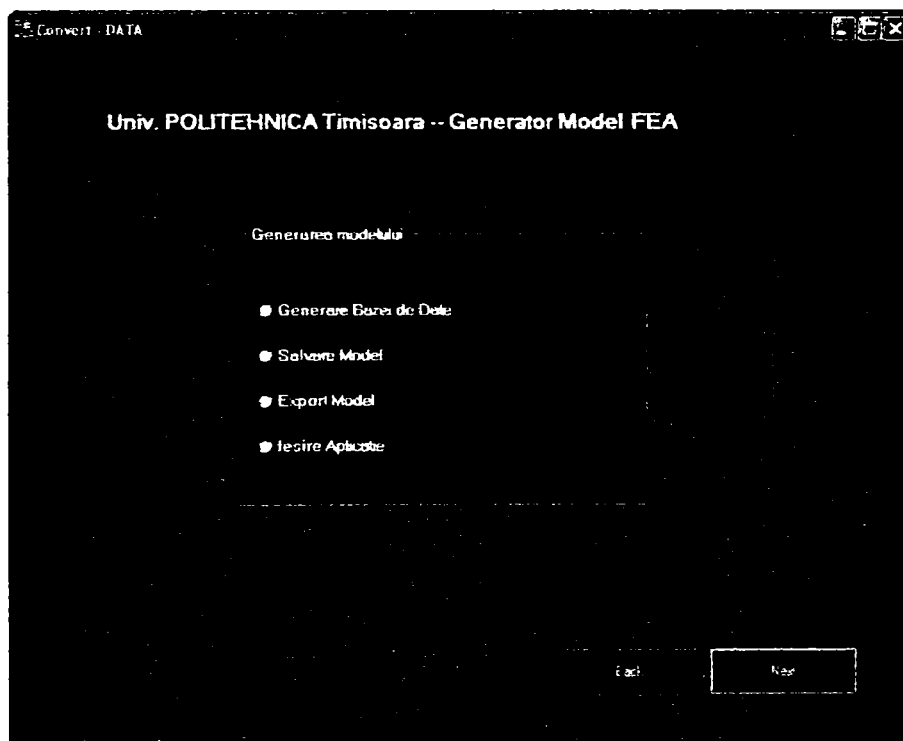 Convert - DATA
Univ. POLITEHNICA Timisoara -- Generator Model FEA
Generarea modelului
Generare Bazei de Date
Salvare Model
Export Model
Iesire Aplicatie
Back
Next